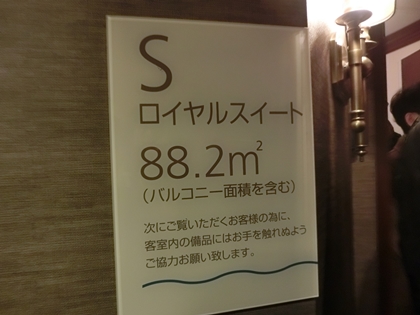 S
ロイヤルスイート
88.2m²
(バルコニー面積を含む)
次にご覧いただくお客様の為に、
客室内の備品にはお手を触れぬよう
ご協力お願い致します。